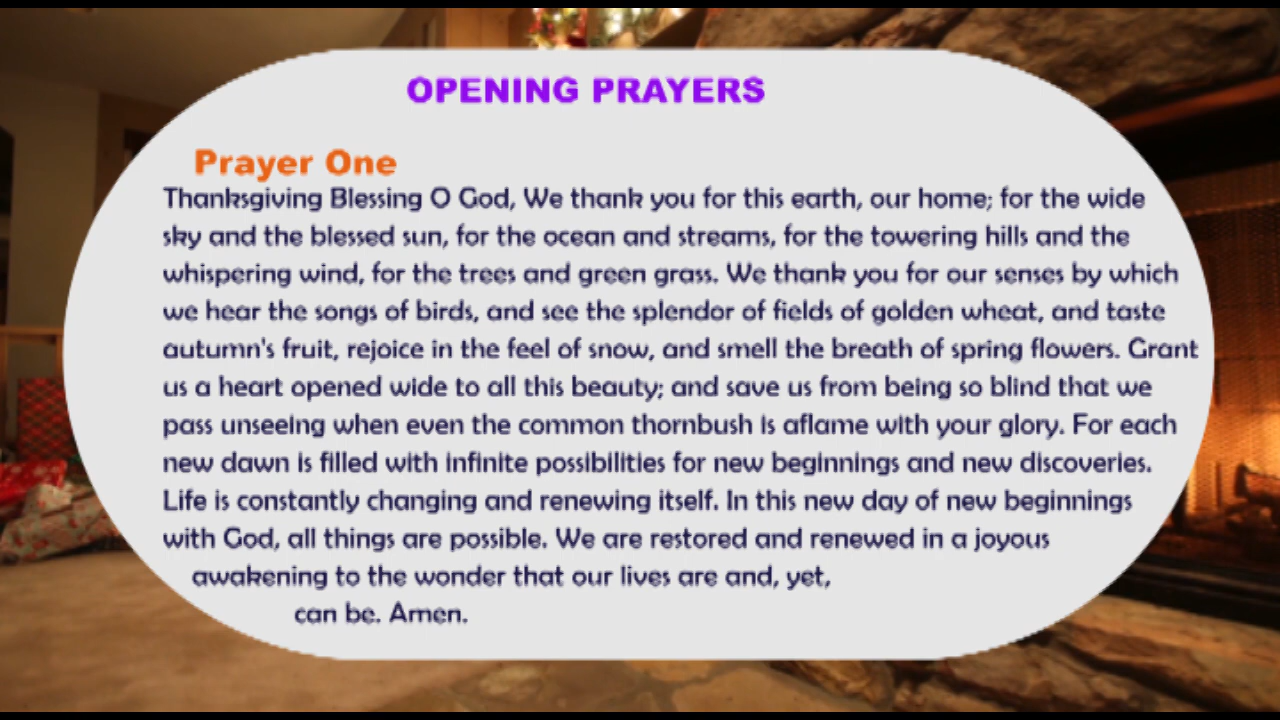 OPENING PRAYERS
Prayer One
Thanksgiving Blessing O God, We thank you for this earth, our home; for the wide
sky and the blessed sun, for the ocean and streams, for the towering hills and the
whispering wind, for the trees and green grass. We thank you for our senses by which
we hear the songs of birds, and see the splendor of fields of golden wheat, and taste
autumn's fruit, rejoice in the feel of snow, and smell the breath of spring flowers. Grant
us a heart opened wide to all this beauty; and save us from being so blind that we
pass unseeing when even the common thornbush is aflame with your glory. For each
new dawn is filled with infinite possibilities for new beginnings and new discoveries.
Life is constantly changing and renewing itself. In this new day of new beginnings
with God, all things are possible. We are restored and renewed in a joyous
awakening to the wonder that our lives are and, yet,
can be. Amen.